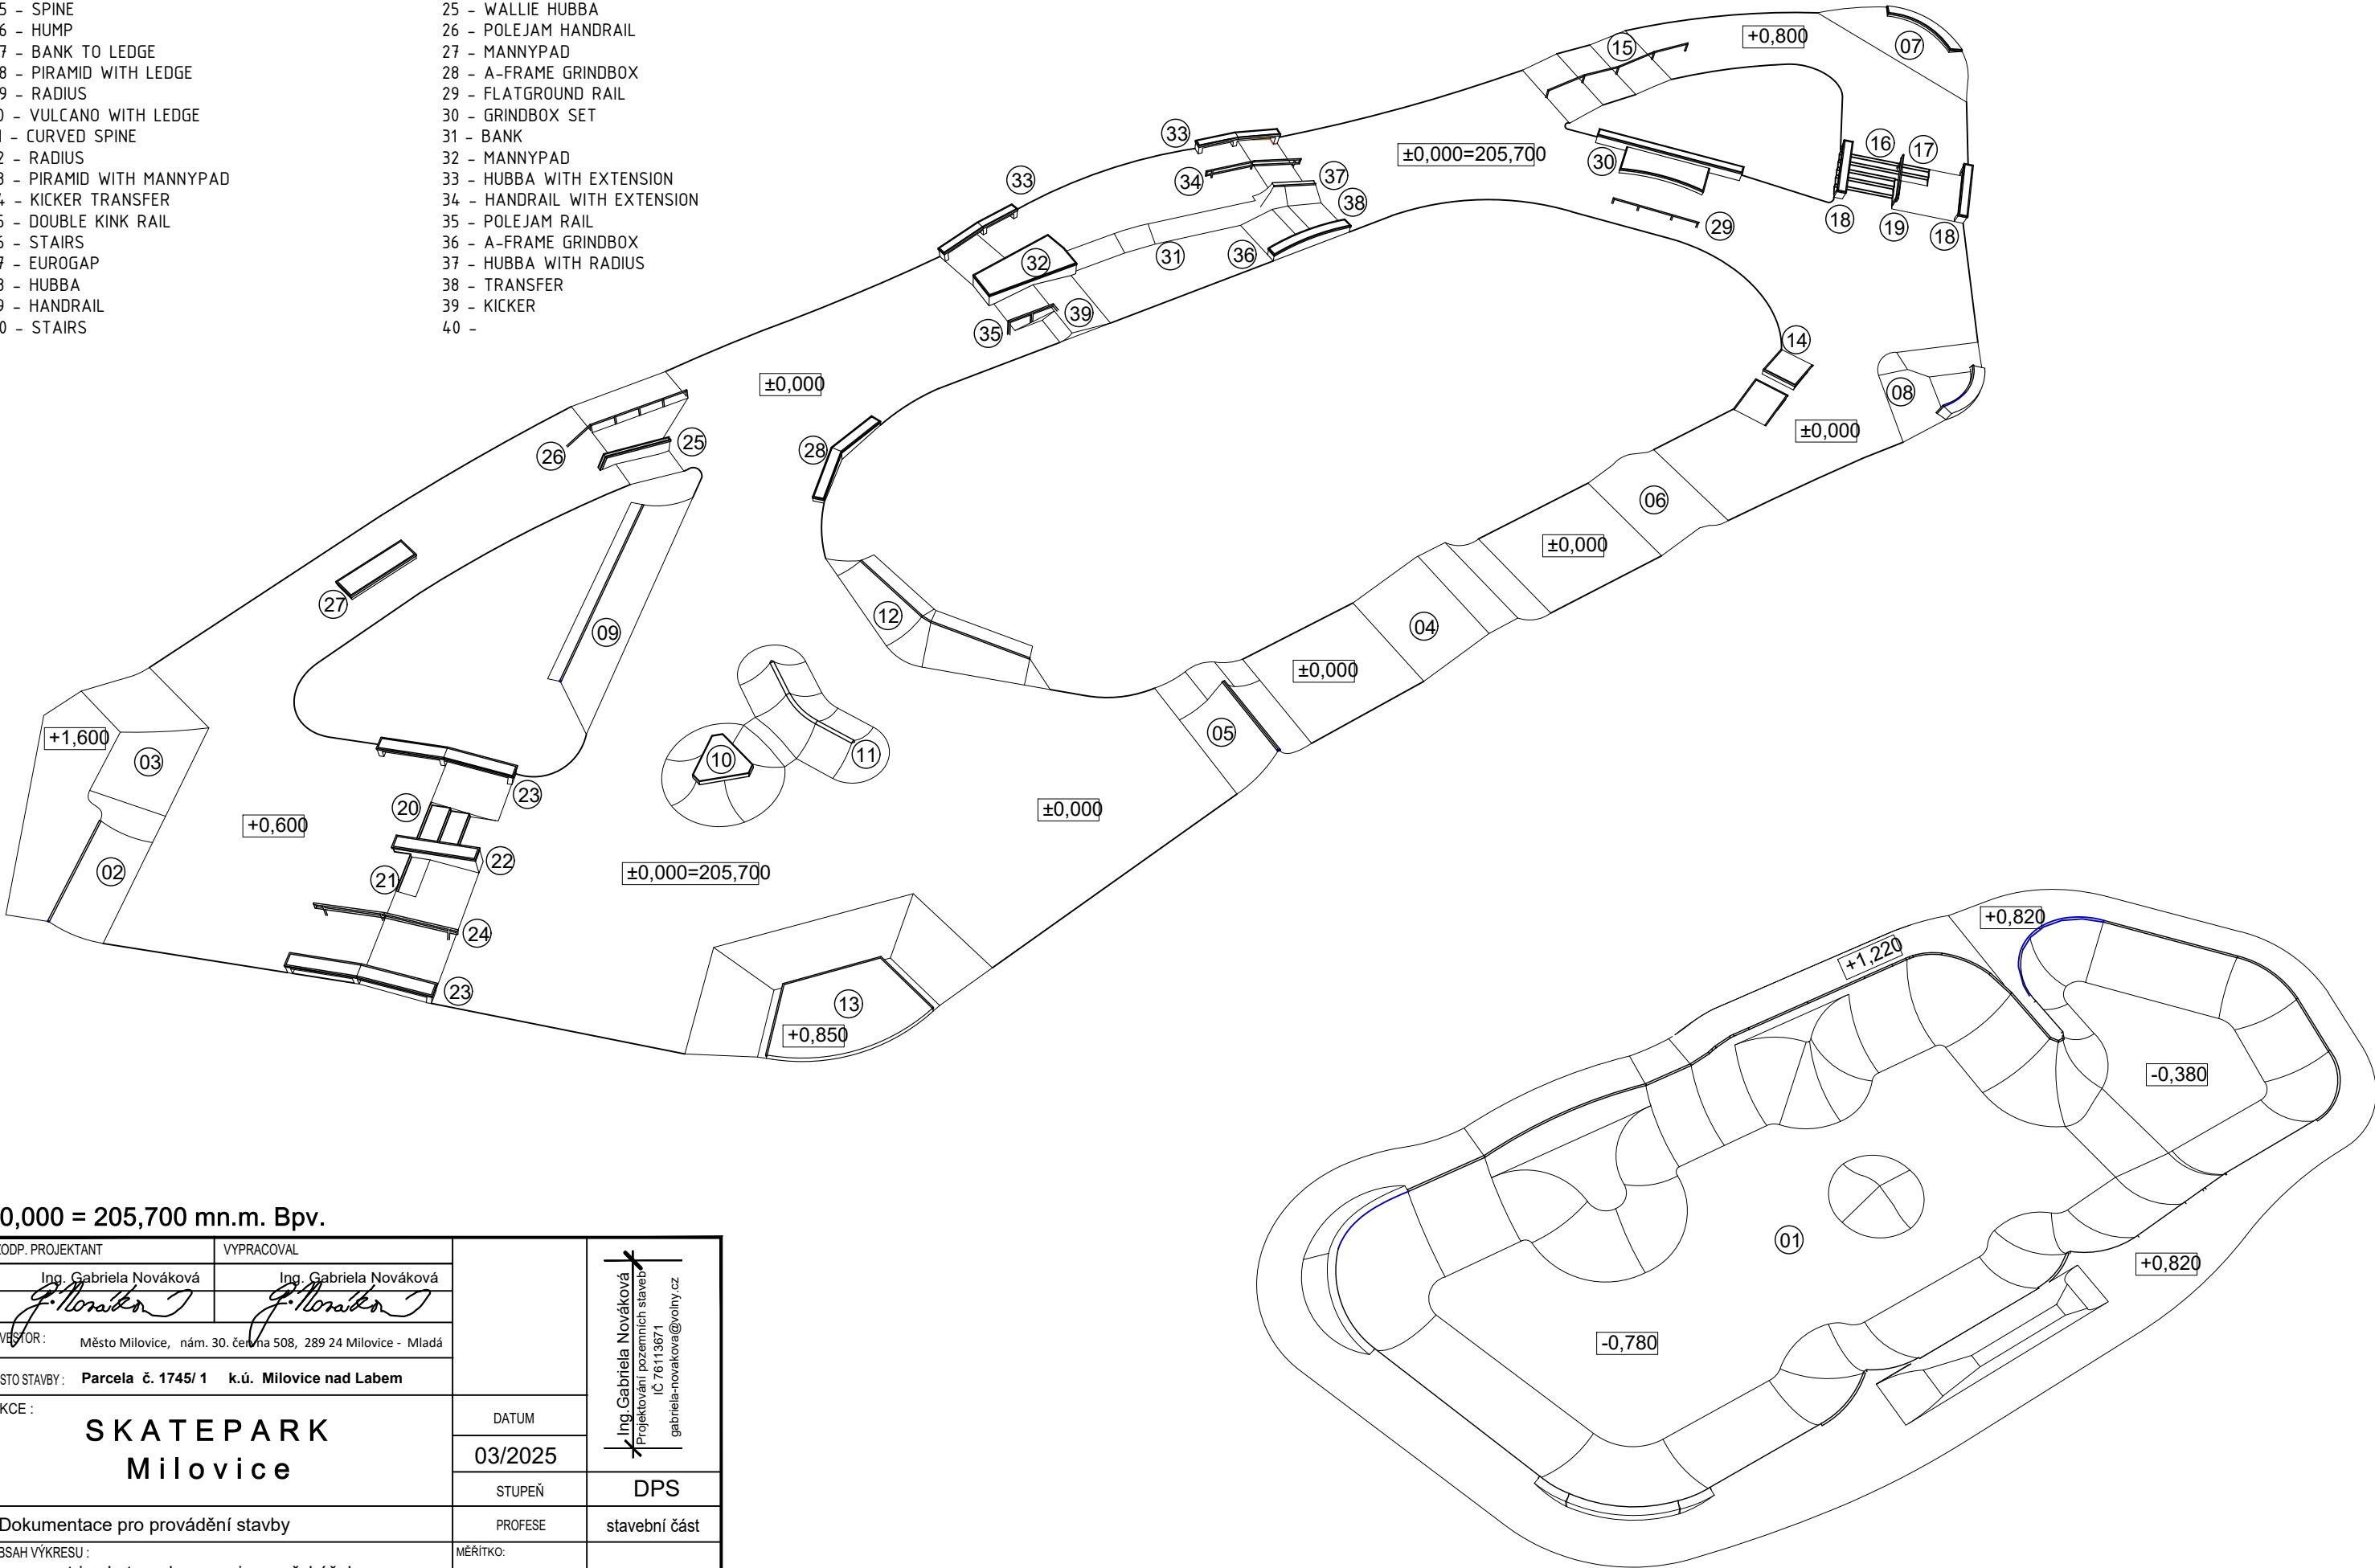 5 - SPINE
6 - HUMP
7 - BANK TO LEDGE
8 - PIRAMID WITH LEDGE
9 - RADIUS
0 - VULCANO WITH LEDGE
1 - CURVED SPINE
2 - RADIUS
3 - PIRAMID WITH MANNYPAD
4 - KICKER TRANSFER
5 - DOUBLE KINK RAIL
6 - STAIRS
7 - EUROGAP
8 - HUBBA
9 - HANDRAIL
0 - STAIRS
25 - WALLIE HUBBA
26 - POLEJAM HANDRAIL
27 - MANNYPAD
28 - A-FRAME GRINDBOX
29 - FLATGROUND RAIL
30 - GRINDBOX SET
31 - BANK
32 - MANNYPAD
33 - HUBBA WITH EXTENSION
34 - HANDRAIL WITH EXTENSION
35 - POLEJAM RAIL
36 - A-FRAME GRINDBOX
37 - HUBBA WITH RADIUS
38 - TRANSFER
39 - KICKER
40 -
15
+0,800
07
33
±0,000=205,700
16
17
30
34
37
33
38
18
19
29
18
32
31
36
39
35
14
±0,000
08
±0,000
26
25
28
06
±0,000
27
12
09
04
±0,000
05
+1,600
03
10
11
23
20
±0,000
+0,600
22
02
21
±0,000=205,700
24
23
13
+0,850
+0,820
+1,220
-0,380
01
+0,820
-0,780
0,000 = 205,700 mn.m. Bpv.
ODP. PROJEKTANT
VYPRACOVAL
Ing. Gabriela Nováková
Ing. Gabriela Nováková
G. Nováková
G. Nováková
VESTOR :
Město Milovice, nám. 30. června 508, 289 24 Milovice - Mladá
STO STAVBY :
Parcela č. 1745/ 1 k.ú. Milovice nad Labem
KCE :
SKATEPARK
Milovice
DATUM
03/2025
STUPEŇ
DPS
Dokumentace pro provádění stavby
PROFESE
stavební část
BSAH VÝKRESU :
MĚŘÍTKO:
Ing.Gabriela Nováková
Projektování pozemních staveb
IČ 76113671
gabriela-novakova@volny.cz